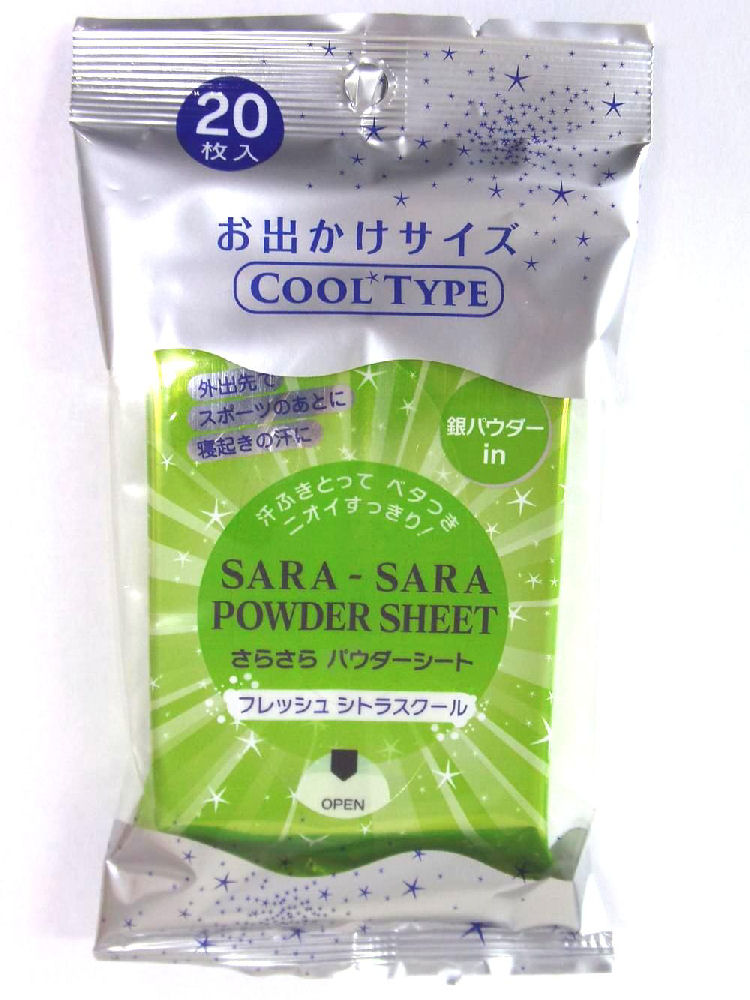 20
枚入
お出かけサイズ
COOL TYPE
外出先で
スポーツのあとに
寝起きの汗に
銀パウダー
in
汗ふきとって ベタつき
ニオイすっきり!
SARA - SARA
POWDER SHEET
さらさら パウダーシート
フレッシュ シトラスクール
OPEN